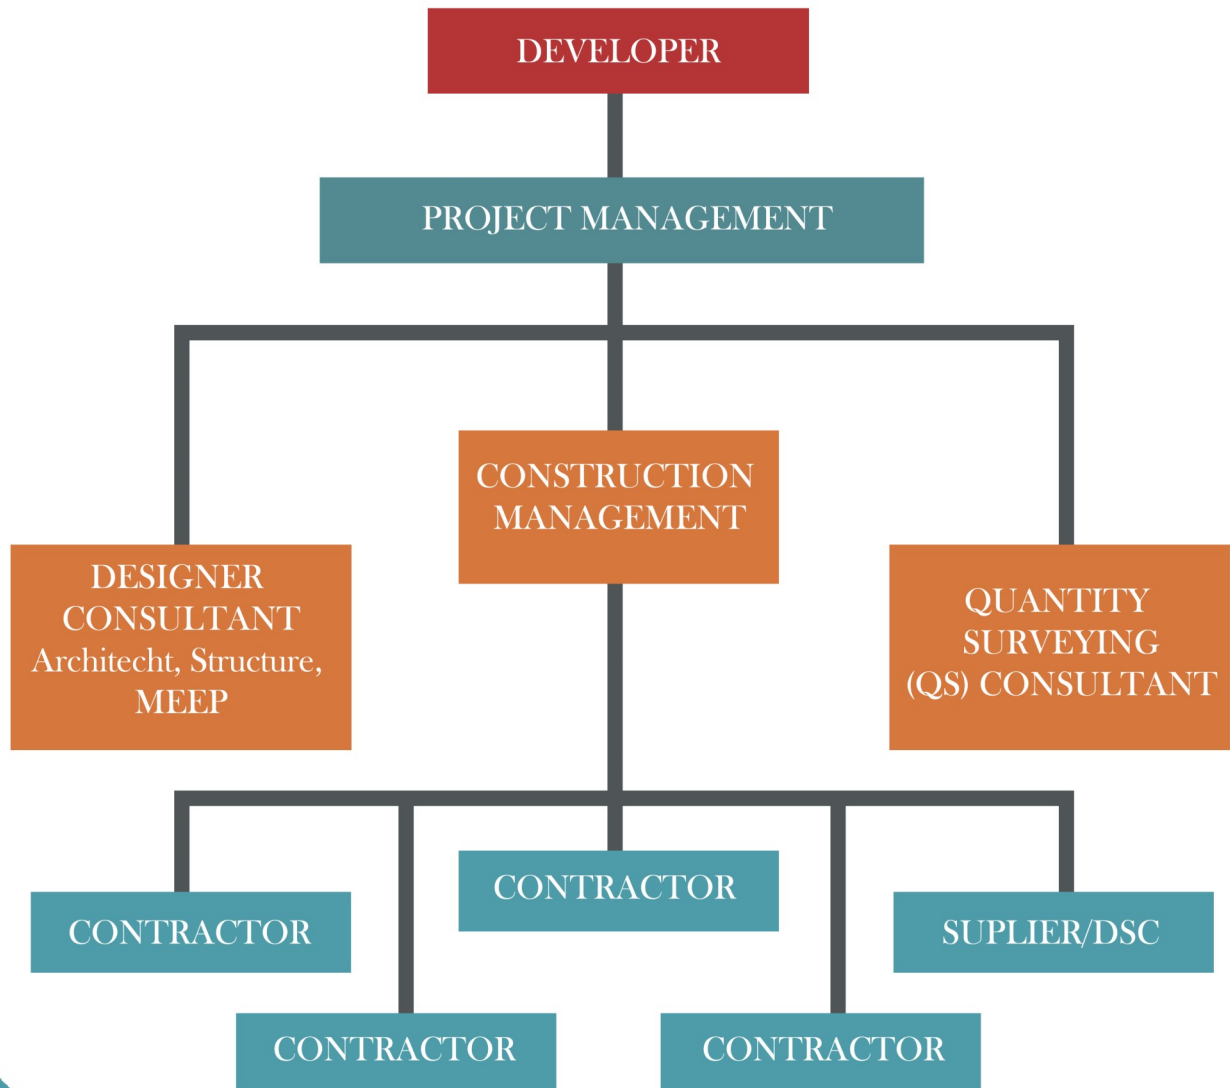 DEVELOPER
PROJECT MANAGEMENT
CONSTRUCTION
MANAGEMENT
DESIGNER
CONSULTANT
Architecht, Structure,
MEEP
QUANTITY
SURVEYING
(QS) CONSULTANT
CONTRACTOR
CONTRACTOR
SUPLIER/DSC
CONTRACTOR
CONTRACTOR